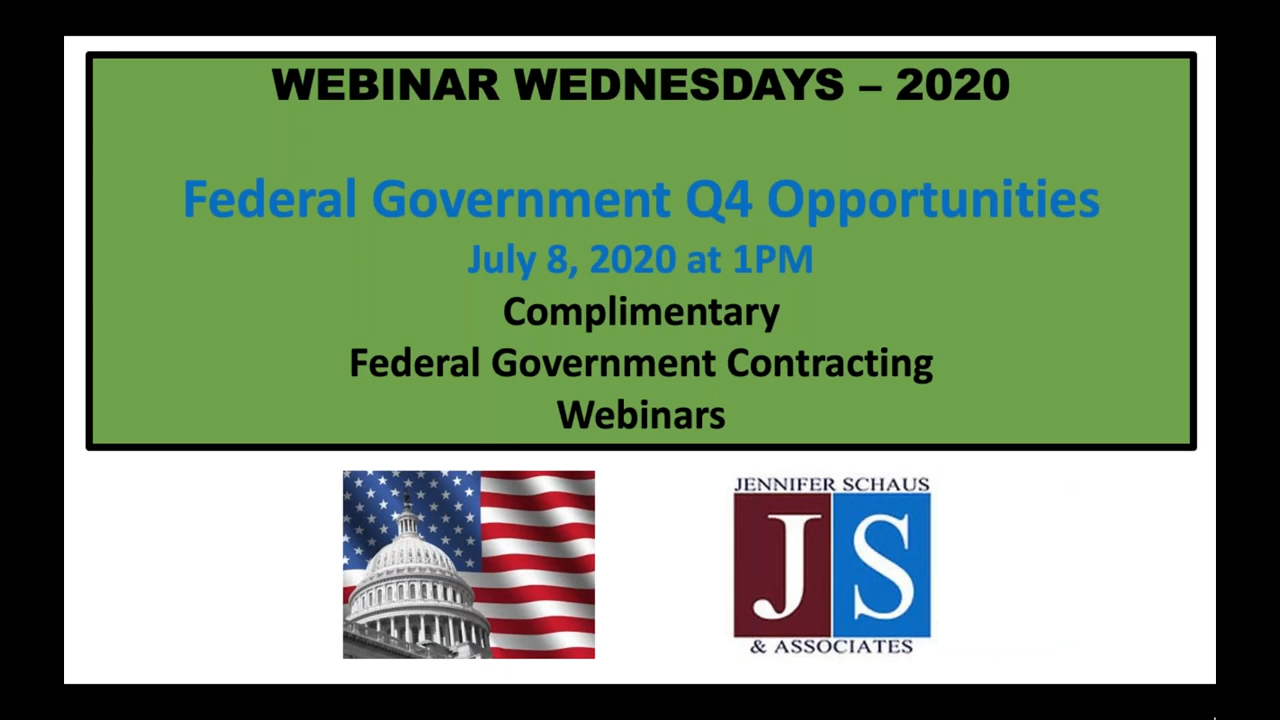 WEBINAR WEDNESDAYS – 2020
Federal Government Q4 Opportunities
July 8, 2020 at 1PM
Complimentary
Federal Government Contracting
Webinars
JENNIFER SCHAUS
JS
& ASSOCIATES